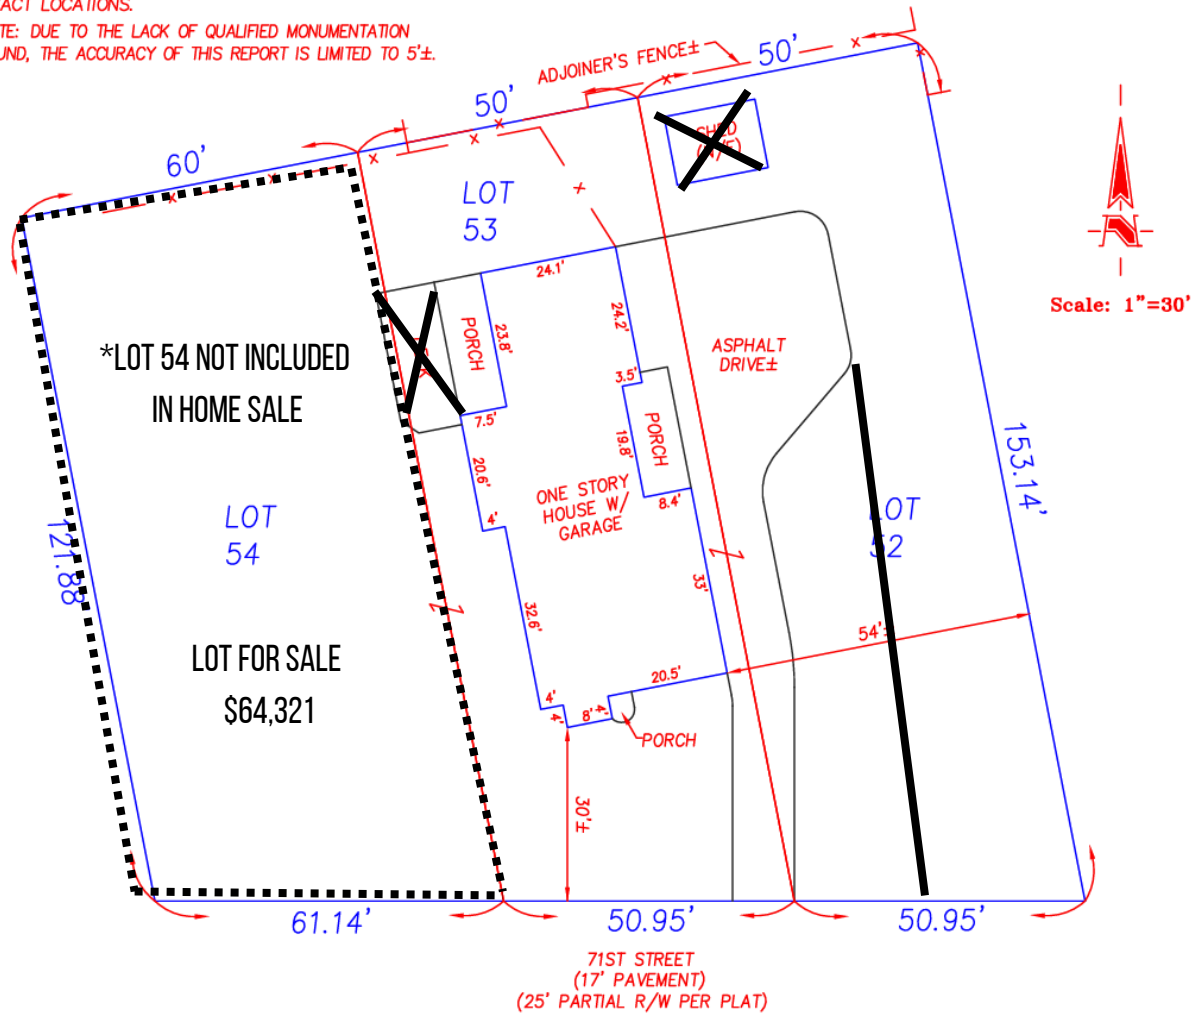 ACT LOCATIONS.
TE: DUE TO THE LACK OF QUALIFIED MONUMENTATION
UND, THE ACCURACY OF THIS REPORT IS LIMITED TO 5'±.
ADJOINER'S FENCE±
50'
50'
60'
SHED
LOT
53
LOT
54
LOT
52
N
Scale: 1"=30'
24.1'
24.2'
23.8'
PORCH
3.5'
7.5'
PORCH
19.8'
8.4'
20.6'
4'
ASPHALT
DRIVE±
ONE STORY
HOUSE W/
GARAGE
*LOT 54 NOT INCLUDED
IN HOME SALE
LOT FOR SALE
$64,321
121.88
153.14'
33'
32.6'
54'
20.5'
4'
4'
8'
4'
PORCH
30'±
61.14'
50.95'
50.95'
71ST STREET
(17' PAVEMENT)
(25' PARTIAL R/W PER PLAT)